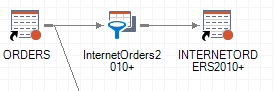 ORDERS
InternetOrders2
010+
INTERNETORD
ERS2010+